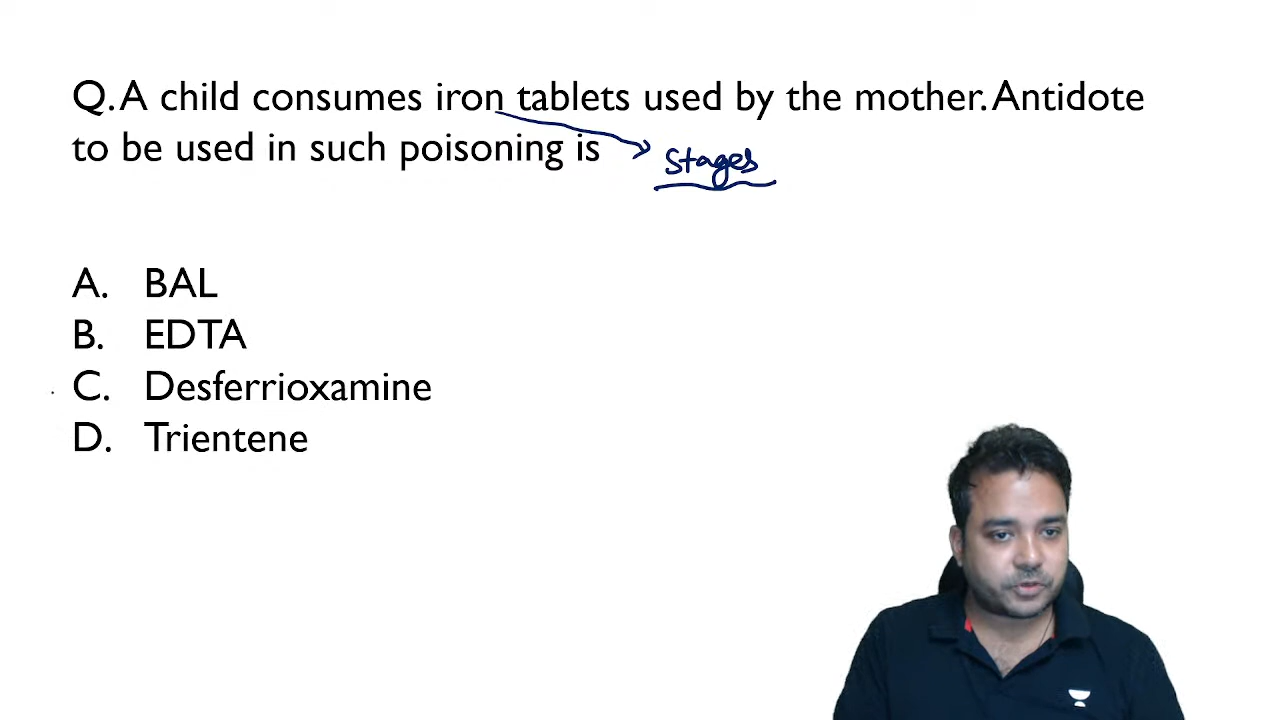 Q. A child consumes iron tablets used by the mother. Antidote
to be used in such poisoning is
Stages
A. BAL
B. EDTA
C. Desferrioxamine
D. Trientene